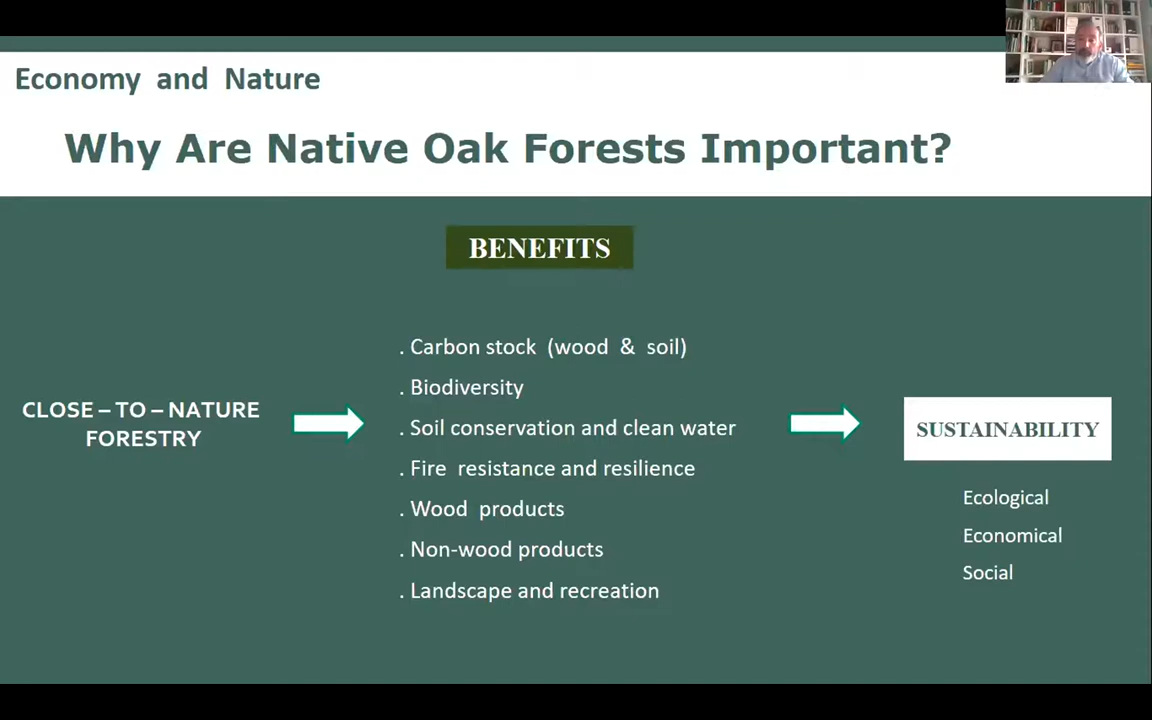 Economy and Nature
Why Are Native Oak Forests Important?
BENEFITS
CLOSE – TO – NATURE
FORESTRY
. Carbon stock (wood & soil)
. Biodiversity
. Soil conservation and clean water
. Fire resistance and resilience
. Wood products
. Non-wood products
. Landscape and recreation
SUSTAINABILITY
Ecological
Economical
Social